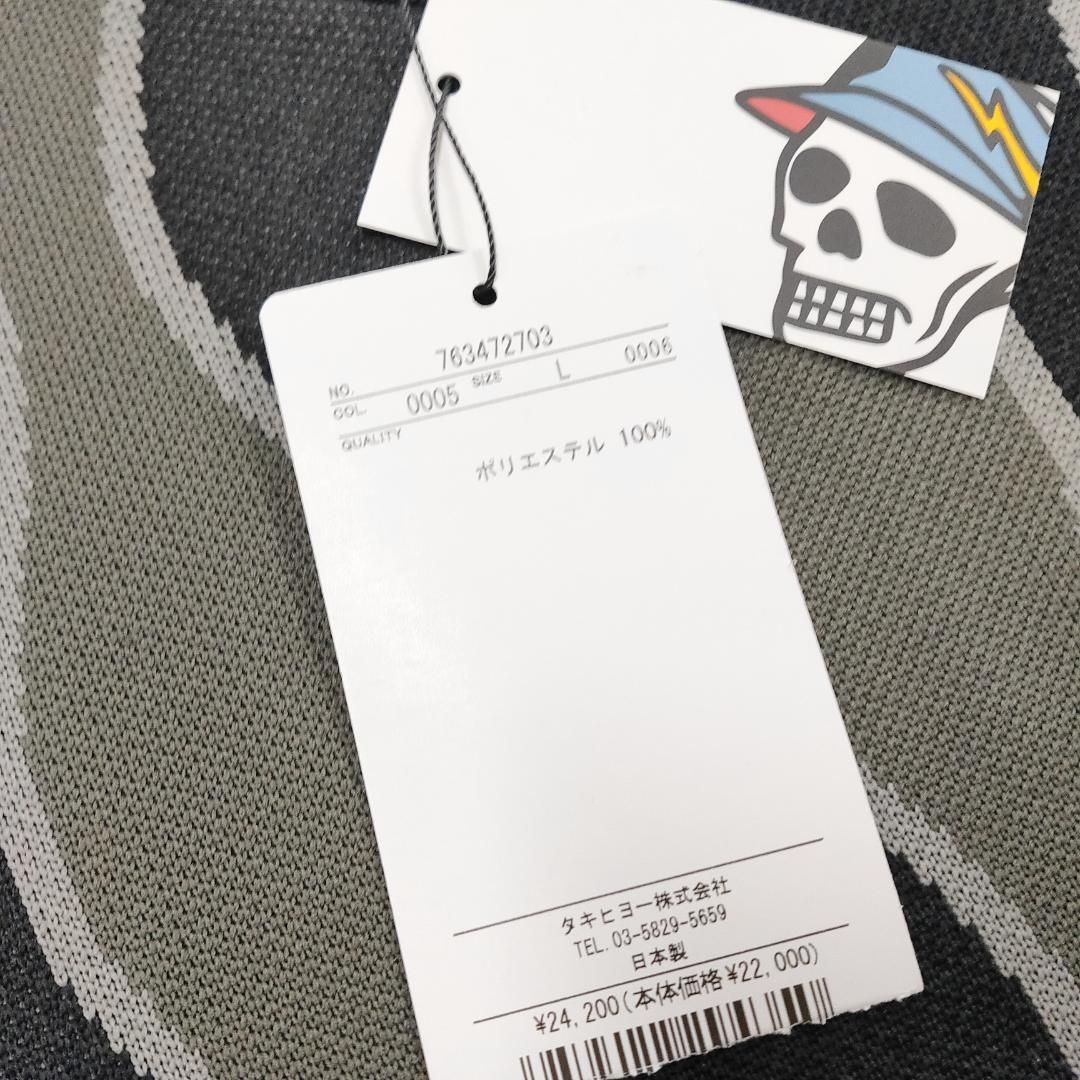 NO. 763472703
COL. 0005 SIZE L 0006
QUALITY
ポリエステル 100%
タキヒヨー株式会社
TEL. 03-5829-5659
日本製
¥24,200(本体価格¥22,000)